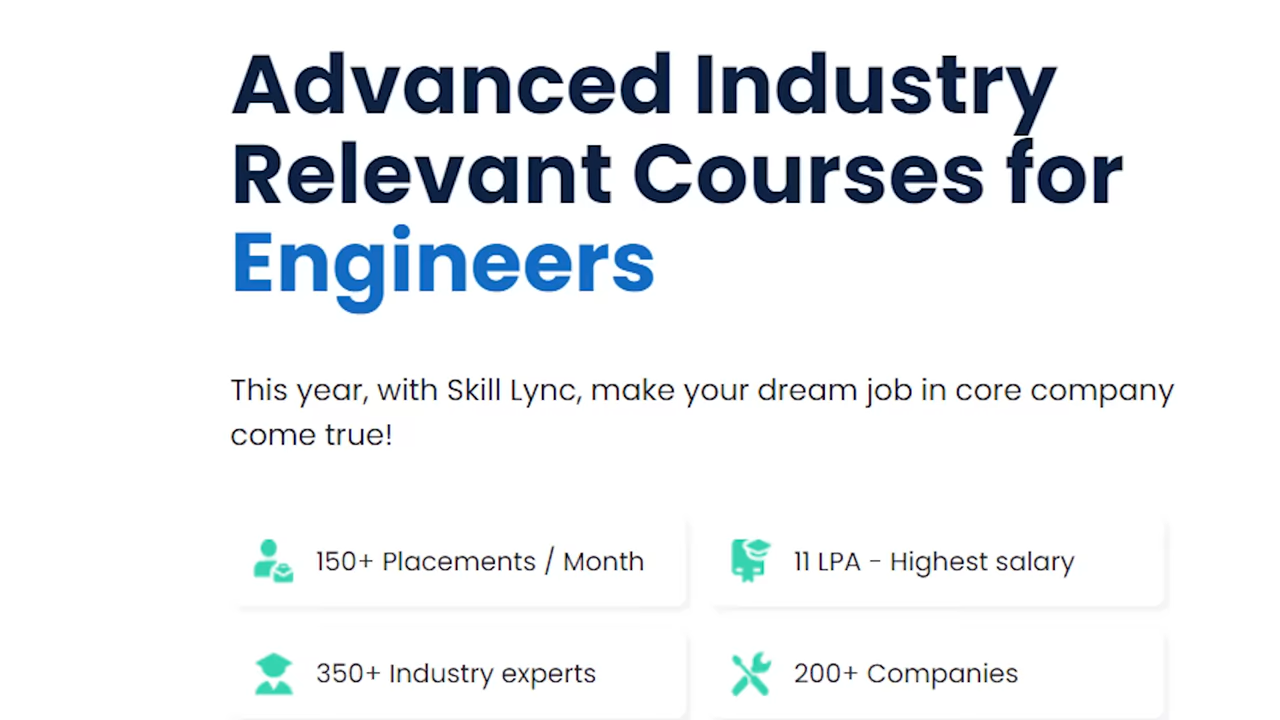 Advanced Industry
Relevant Courses for
Engineers
This year, with Skill Lync, make your dream job in core company
come true!
150+ Placements / Month
11 LPA - Highest salary
350+ Industry experts
200+ Companies